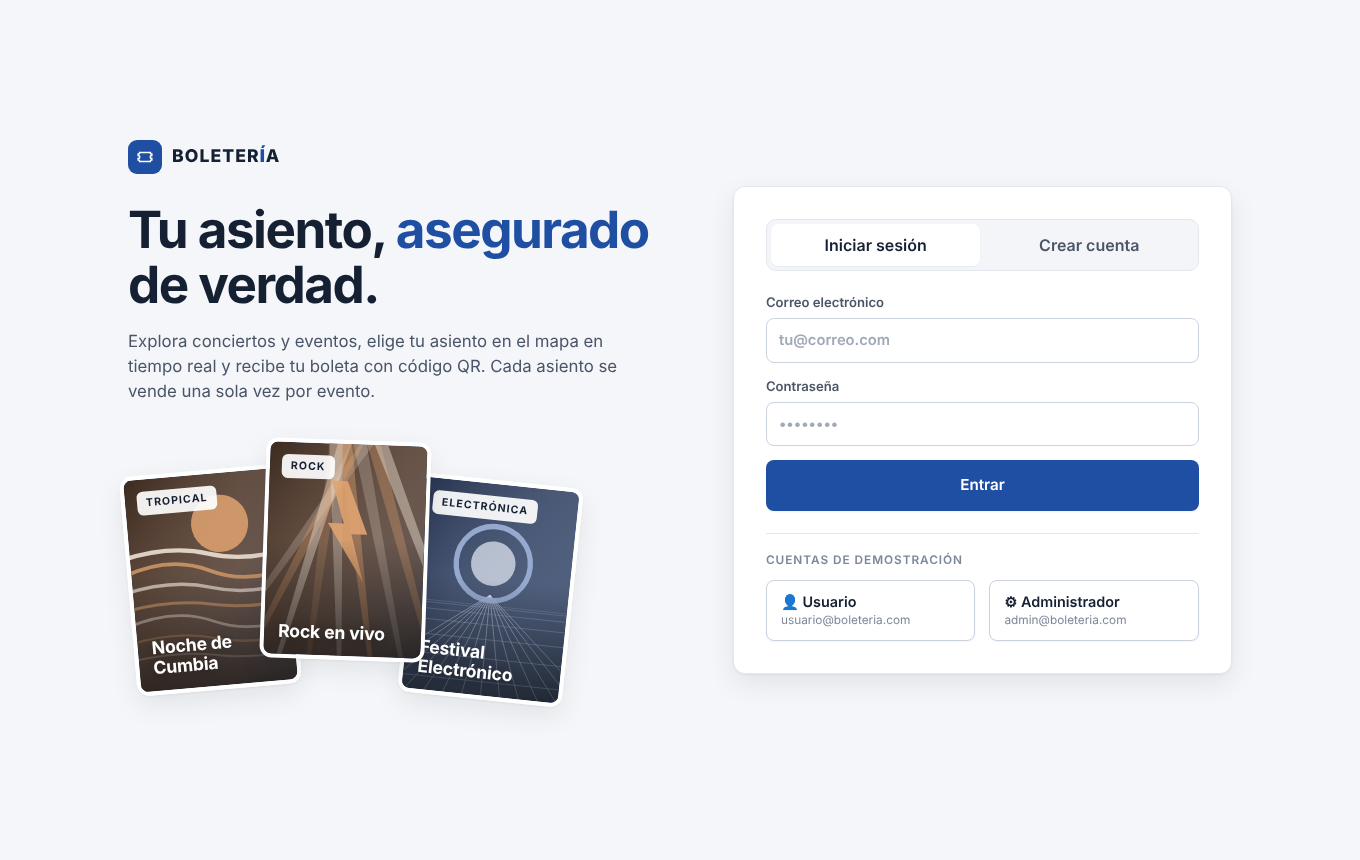 BOLETERÍA
Tu asiento, asegurado
de verdad.
Explora conciertos y eventos, elige tu asiento en el mapa en
tiempo real y recibe tu boleta con código QR. Cada asiento se
vende una sola vez por evento.
TROPICAL
Noche de
Cumbia
ROCK
Rock en vivo
ELECTRÓNICA
Festival
Electrónico
Iniciar sesión
Crear cuenta
Correo electrónico
tu@correo.com
Contraseña
••••••••
Entrar
CUENTAS DE DEMOSTRACIÓN
👤 Usuario
usuario@boleteria.com
⚙ Administrador
admin@boleteria.com